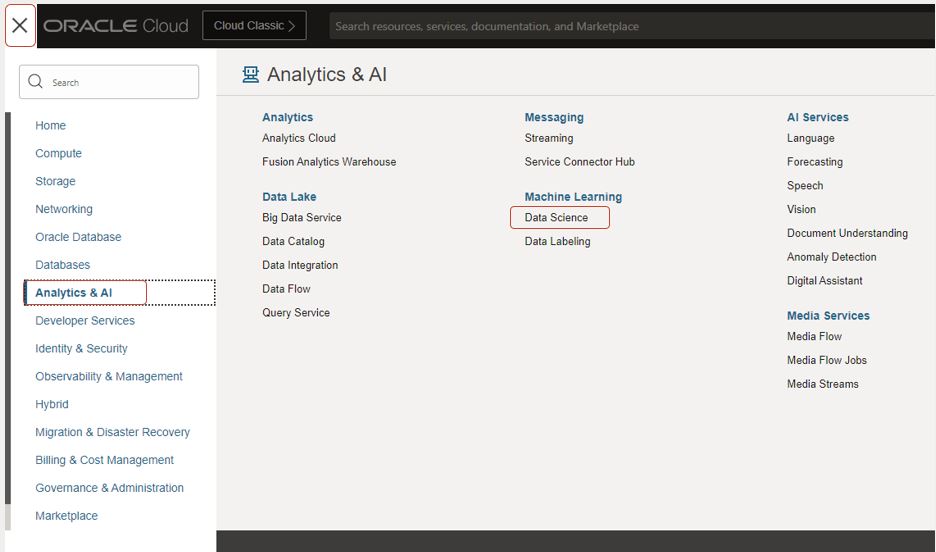 ORACLE Cloud
Cloud Classic >
Search resources, services, documentation, and Marketplace
Search
Home
Compute
Storage
Networking
Oracle Database
Databases
Analytics & AI
Developer Services
Identity & Security
Observability & Management
Hybrid
Migration & Disaster Recovery
Billing & Cost Management
Governance & Administration
Marketplace
Analytics & AI
Analytics
Analytics Cloud
Fusion Analytics Warehouse
Data Lake
Big Data Service
Data Catalog
Data Integration
Data Flow
Query Service
Messaging
Streaming
Service Connector Hub
Machine Learning
Data Science
Data Labeling
AI Services
Language
Forecasting
Speech
Vision
Document Understanding
Anomaly Detection
Digital Assistant
Media Services
Media Flow
Media Flow Jobs
Media Streams